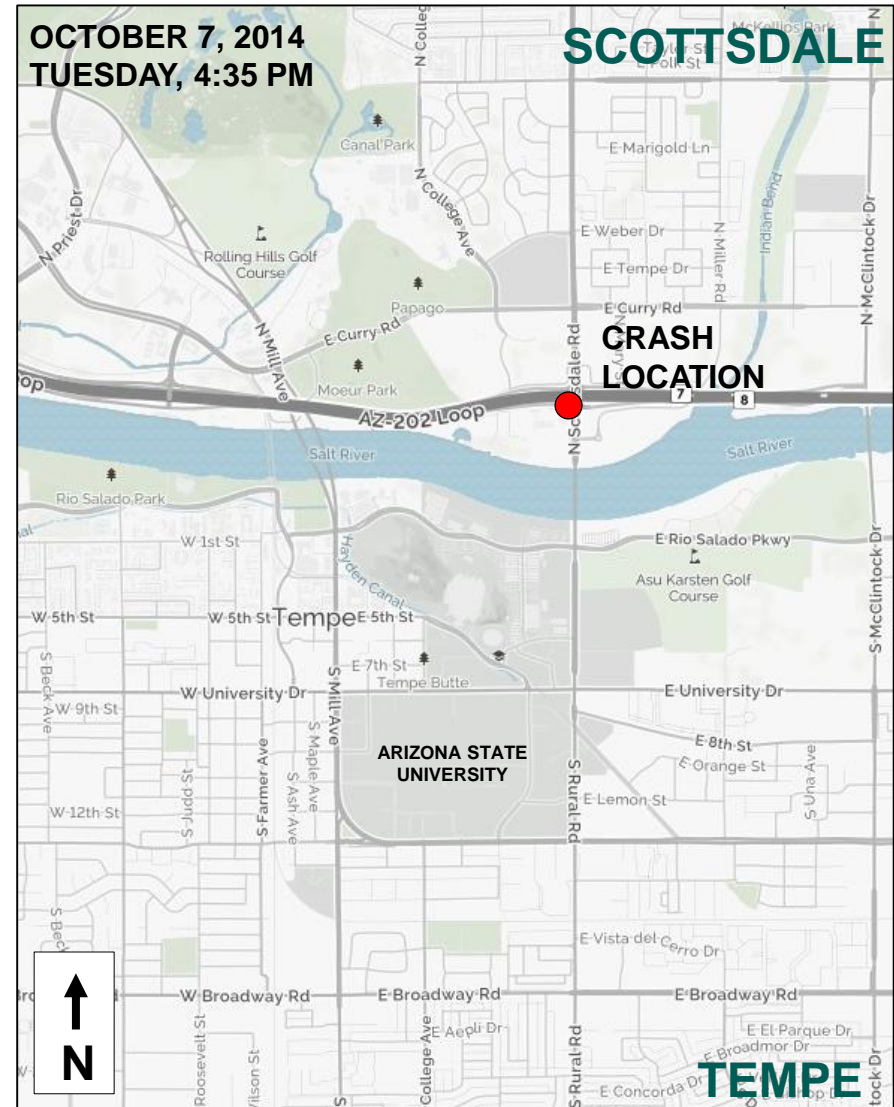 OCTOBER 7, 2014
TUESDAY, 4:35 PM
SCOTTSDALE
McKellips Park
N
N Colleg
Taylor St
E Polk St
Canal Park
E Marigold Ln
N College Ave
Indian Bend
N Priest Dr
Rolling Hills Golf
Course
E Weber Dr
N Miller Rd
E Tempe Dr
N McClintock Dr
Papago
E Curry Rd
E Curry Rd
N Mill Ave
CRASH
LOCATION
Moeur Park
7
8
AZ-202 Loop
Salt River
Salt River
Rio Salado Park
W 1st St
E Rio Salado Pkwy
Hayden Canal
Asu Karsten Golf
Course
S McClintock Dr
W 5th St
W 5th St
Tempe
E 5th St
E 7th St
Tempe Butte
S Beck Ave
W University Dr
E University Dr
W 9th St
S Mill Ave
S Maple Ave
E 8th St
ARIZONA STATE
UNIVERSITY
E Orange St
S Farmer Ave
S Judd St
S Ash Ave
S Rural Rd
S Una Ave
W 12th St
E Lemon St
S Beck
E Vista del Cerro Dr
W Broadway Rd
E Broadway Rd
E Broadway Rd
N
Roosevelt St
College Ave
E Aepli Dr
S Rural Rd
E El Parque Dr
E Broadmor Dr
E Concorda Dr
TEMPE
tock Dr